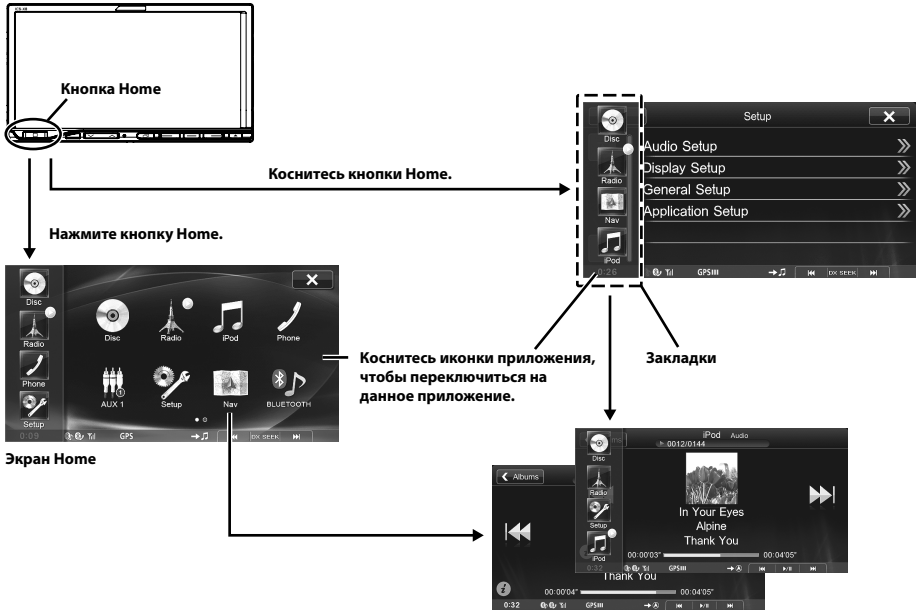 Кнопка Home
Коснитесь кнопки Home.
Нажмите кнопку Home.
Disc
Radio
Nav
iPod
0:26
Setup
Audio Setup
Display Setup
General Setup
Application Setup
GPS
DX SEEK
Disc
Radio
Phone
Setup
0:09
Disc
Radio
iPod
Phone
AUX 1
Setup
Nav
BLUETOOTH
GPS
DX SEEK
Экран Home
Коснитесь иконки приложения,
чтобы переключиться на
данное приложение.
Закладки
Disc
Radio
Setup
iPod
0:32
iPod Audio
0012/0144
In Your Eyes
Alpine
Thank You
00:00'03"
00:04'05"
GPS
Albums
Thank You
00:00'04"
00:04'05"
0:32
GPS